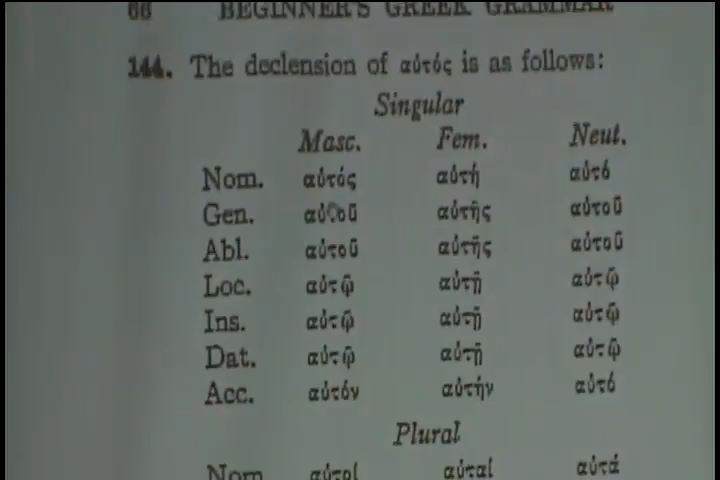 66 BEGINNER'S GREEK GRAMMAR
144. The declension of αὐτός is as follows:
Singular
Masc. Fem. Neut.
Nom. αὐτός αὐτή αὐτό
Gen. αὐτοῦ αὐτῆς αὐτοῦ
Abl. αὐτοῦ αὐτῆς αὐτοῦ
Loc. αὐτῷ αὐτῇ αὐτῷ
Ins. αὐτῷ αὐτῇ αὐτῷ
Dat. αὐτῷ αὐτῇ αὐτῷ
Acc. αὐτόν αὐτήν αὐτό
Plural
Nom αὐτοί αὐταί αὐτά